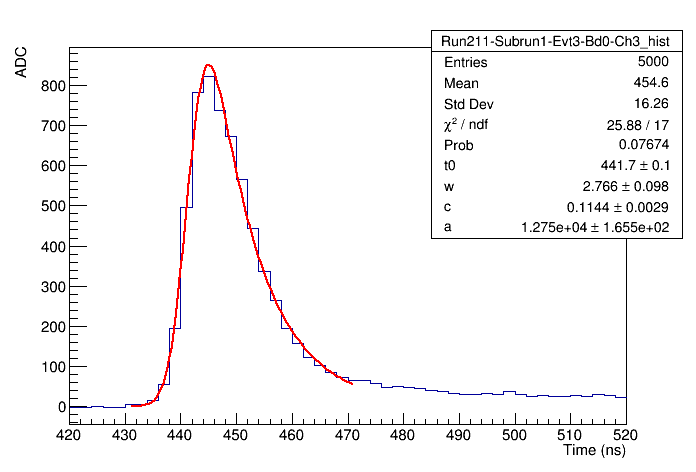 Run211-Subrun1-Evt3-Bd0-Ch3_hist
Entries 5000
Mean 454.6
Std Dev 16.26
χ² / ndf 25.88 / 17
Prob 0.07674
t0 441.7 ± 0.1
w 2.766 ± 0.098
c 0.1144 ± 0.0029
a 1.275e+04 ± 1.655e+02
ADC
800
700
600
500
400
300
200
100
0
420 430 440 450 460 470 480 490 500 510 520
Time (ns)